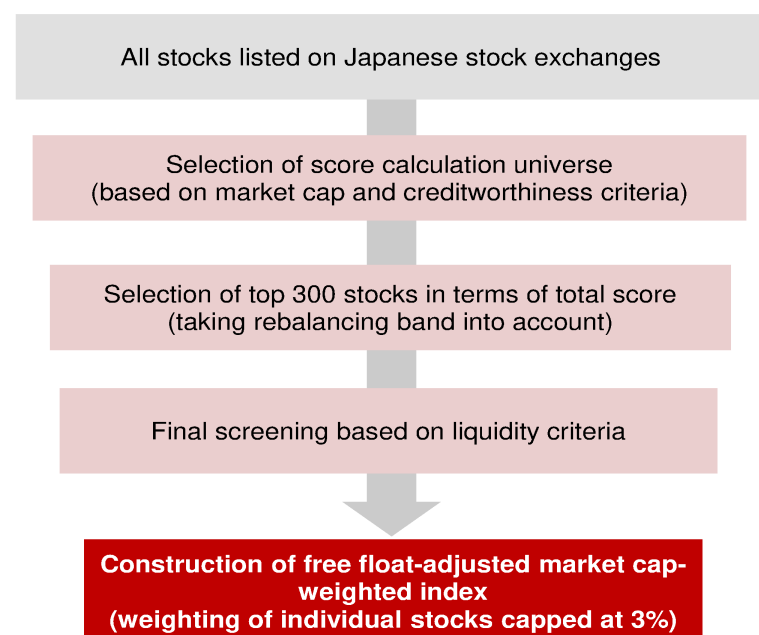 All stocks listed on Japanese stock exchanges
Selection of score calculation universe
(based on market cap and creditworthiness criteria)
Selection of top 300 stocks in terms of total score
(taking rebalancing band into account)
Final screening based on liquidity criteria
Construction of free float-adjusted market cap-
weighted index
(weighting of individual stocks capped at 3%)